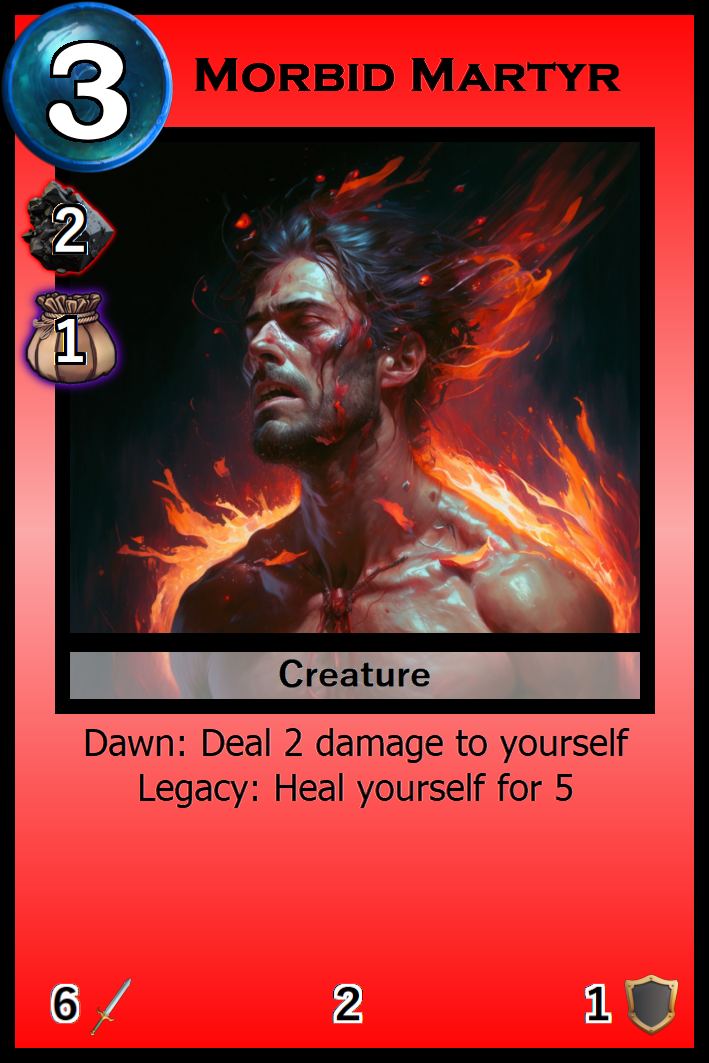 3
Morbid Martyr
2
1
Creature
Dawn: Deal 2 damage to yourself
Legacy: Heal yourself for 5
6 2 1